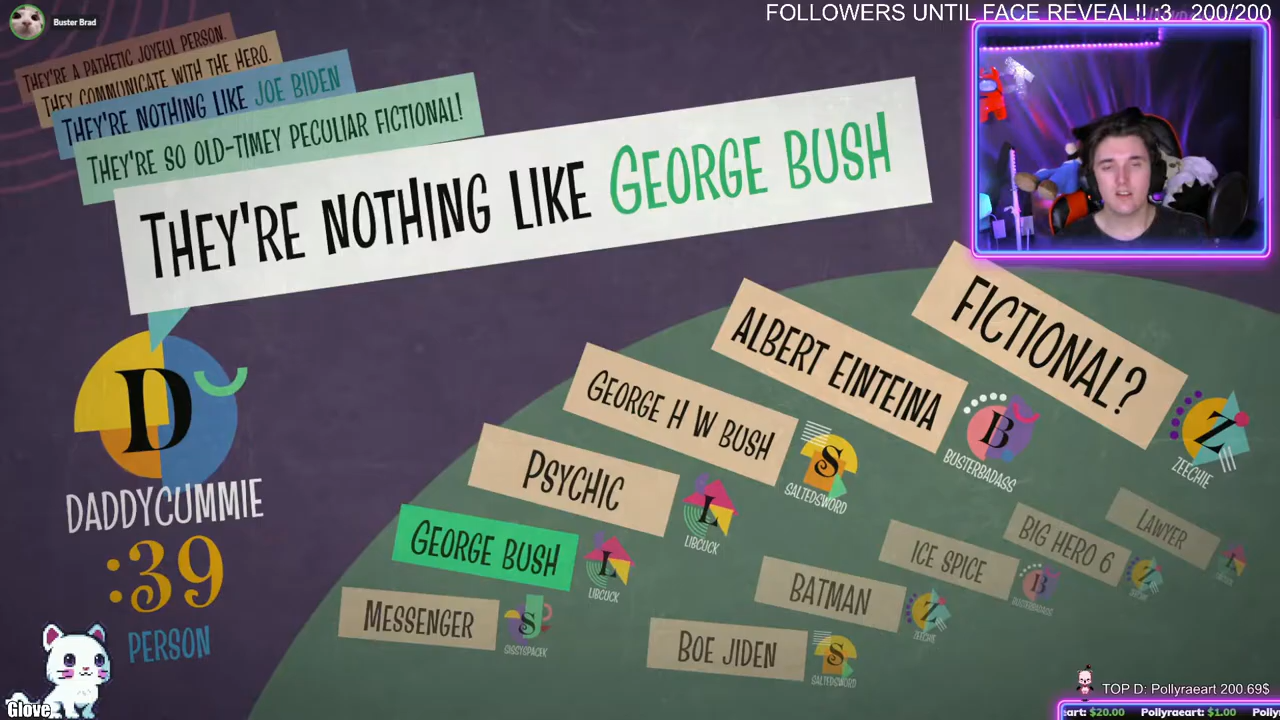 Buster Brad
FOLLOWERS UNTIL FACE REVEAL!! :3 200/200
THEY'RE A PATHETIC JOYFUL PERSON.
THEY COMMUNICATE WITH THE HERO.
THEY'RE NOTHING LIKE JOE BIDEN
THEY'RE SO OLD-TIMEY PECULIAR FICTIONAL!
THEY'RE NOTHING LIKE GEORGE BUSH
FICTIONAL?
Z
ZEECHIE
ALBERT EINTEINA
B
BUSTERBADASS
GEORGE H W BUSH
S
SALTEDSWORD
PSYCHIC
L
LIBCUCK
GEORGE BUSH
L
LIBCUCK
MESSENGER
S
SISSYSPACEK
LAWYER
L
BIG HERO 6
Z
ZEECHIE
ICE SPICE
B
BUSTERBADASS
BATMAN
Z
ZEECHIE
BOE JIDEN
S
SALTEDSWORD
D
DADDYCUMMIE
:39
PERSON
Glove
TOP D: Pollyraeart 200.69$
eart: $20.00 Pollyraeart: $1.00 Polly